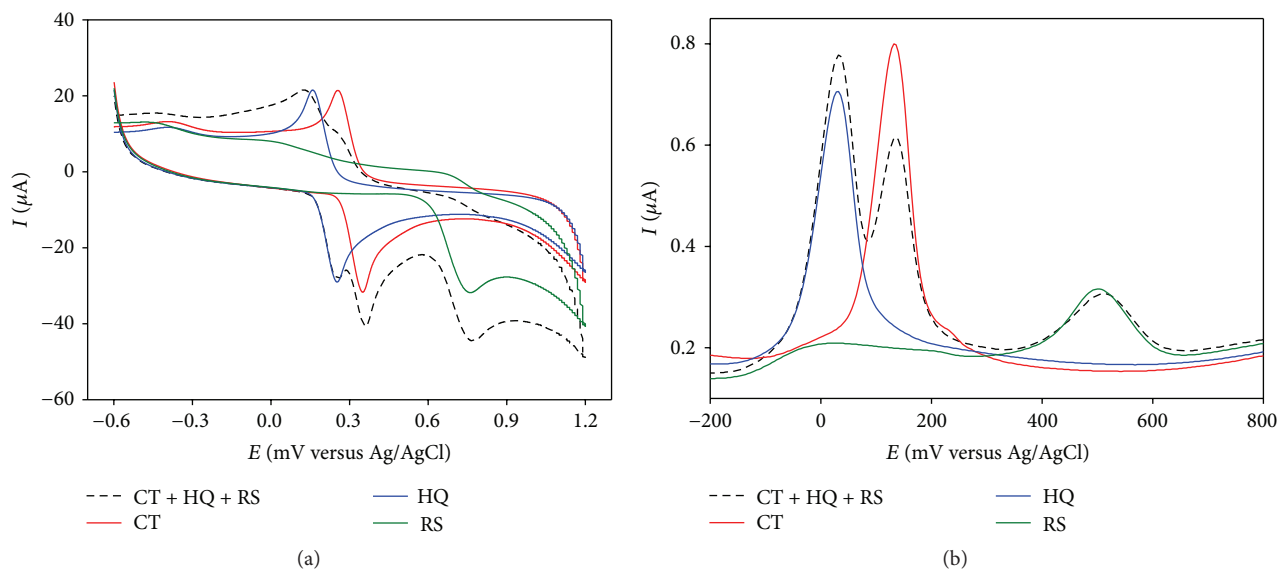 40
20
0
−20
−40
−60
I (μA)
−0.6 −0.3 0.0 0.3 0.6 0.9 1.2
E (mV versus Ag/AgCl)
CT + HQ + RS HQ
CT RS
(a)
0.8
0.6
0.4
0.2
I (μA)
−200 0 200 400 600 800
E (mV versus Ag/AgCl)
CT + HQ + RS HQ
CT RS
(b)